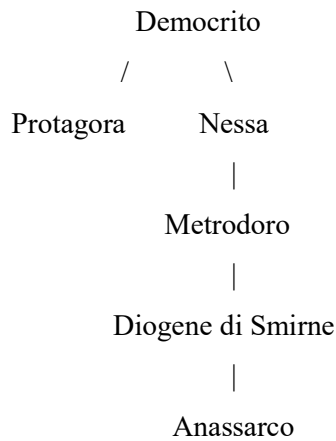 Democrito
/ \
Protagora Nessa
|
Metrodoro
|
Diogene di Smirne
|
Anassarco